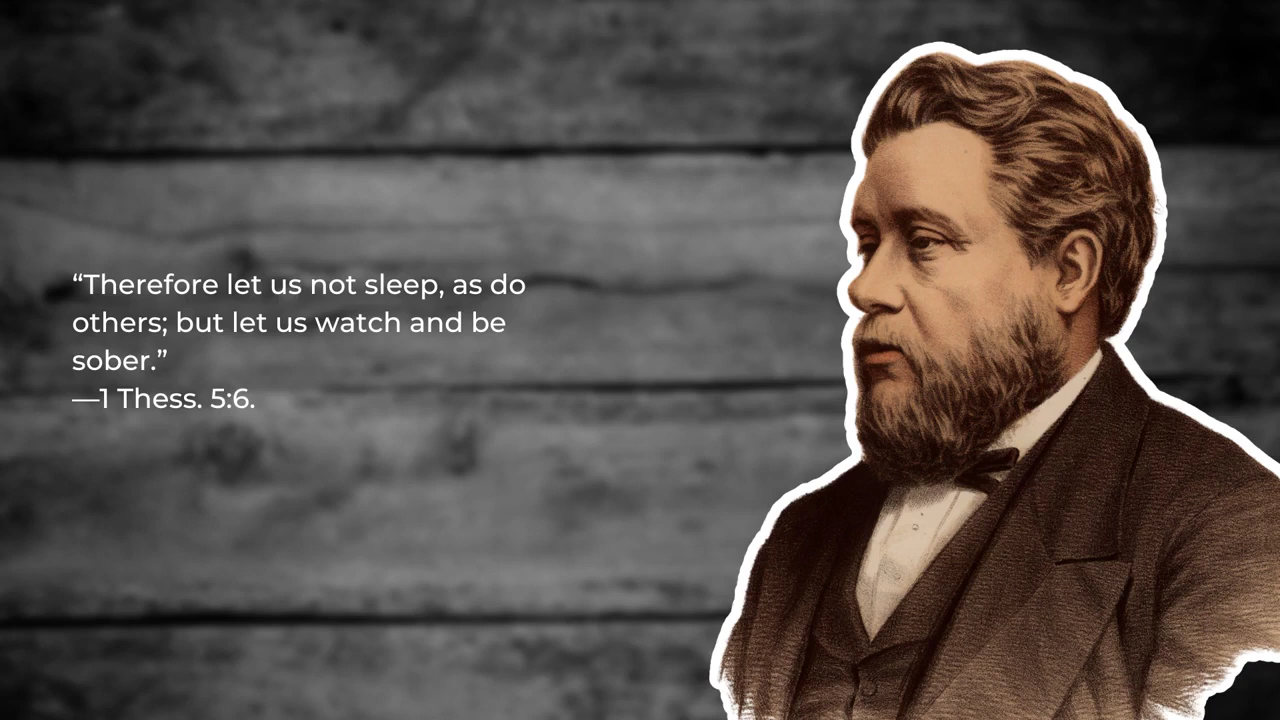 “Therefore let us not sleep, as do
others; but let us watch and be
sober.”
—1 Thess. 5:6.